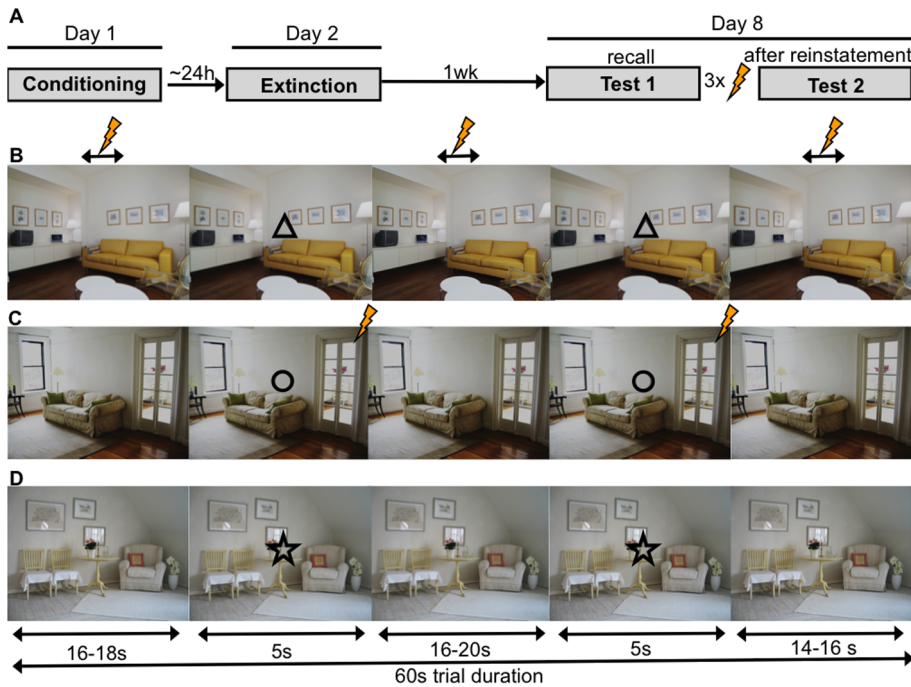 A
Day 1
Day 2
Day 8
recall
after reinstatement
Conditioning
~24h
Extinction
1wk
Test 1
3x
Test 2
B
C
D
16-18s
5s
16-20s
5s
14-16 s
60s trial duration